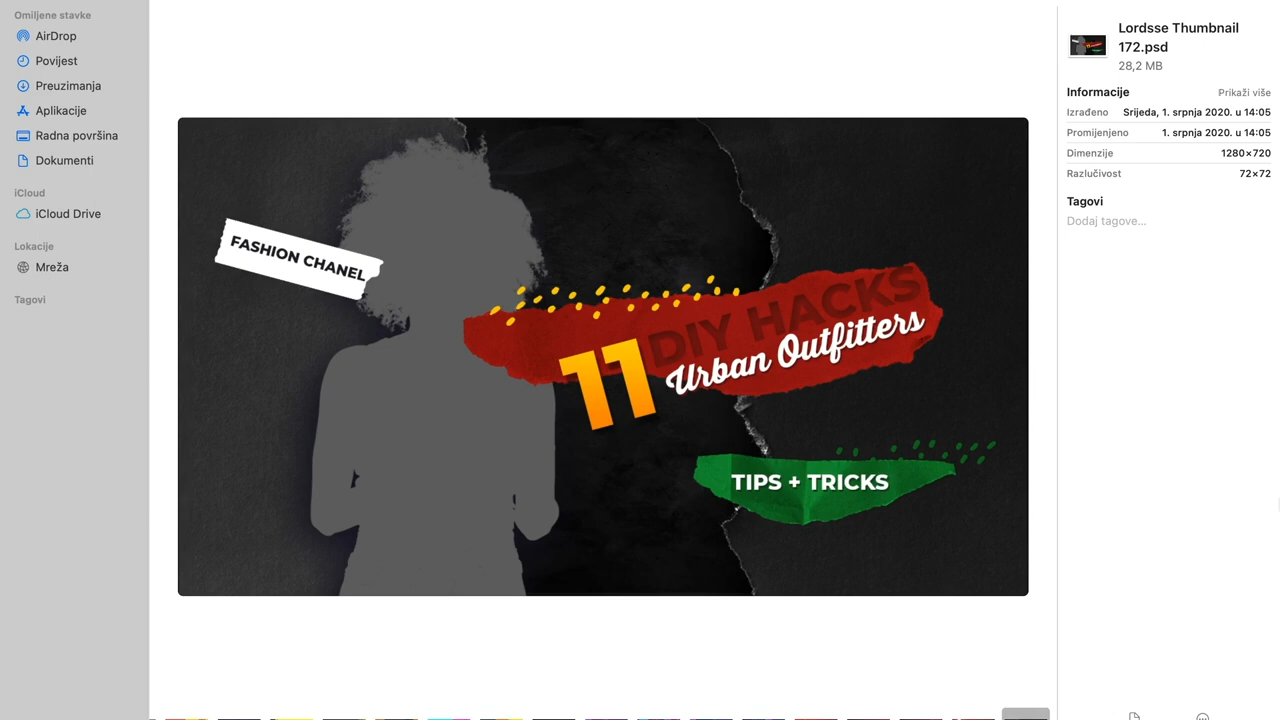 Omiljene stavke
AirDrop
Povijest
Preuzimanja
Aplikacije
Radna površina
Dokumenti
iCloud
iCloud Drive
Lokacije
Mreža
Tagovi
FASHION CHANEL
DIY HACKS
11
Urban Outfitters
TIPS + TRICKS
Lordsse Thumbnail
172.psd
28,2 MB
Informacije Prikaži više
Izrađeno Srijeda, 1. srpnja 2020. u 14:05
Promijenjeno 1. srpnja 2020. u 14:05
Dimenzije 1280×720
Razlučivost 72×72
Tagovi
Dodaj tagove...